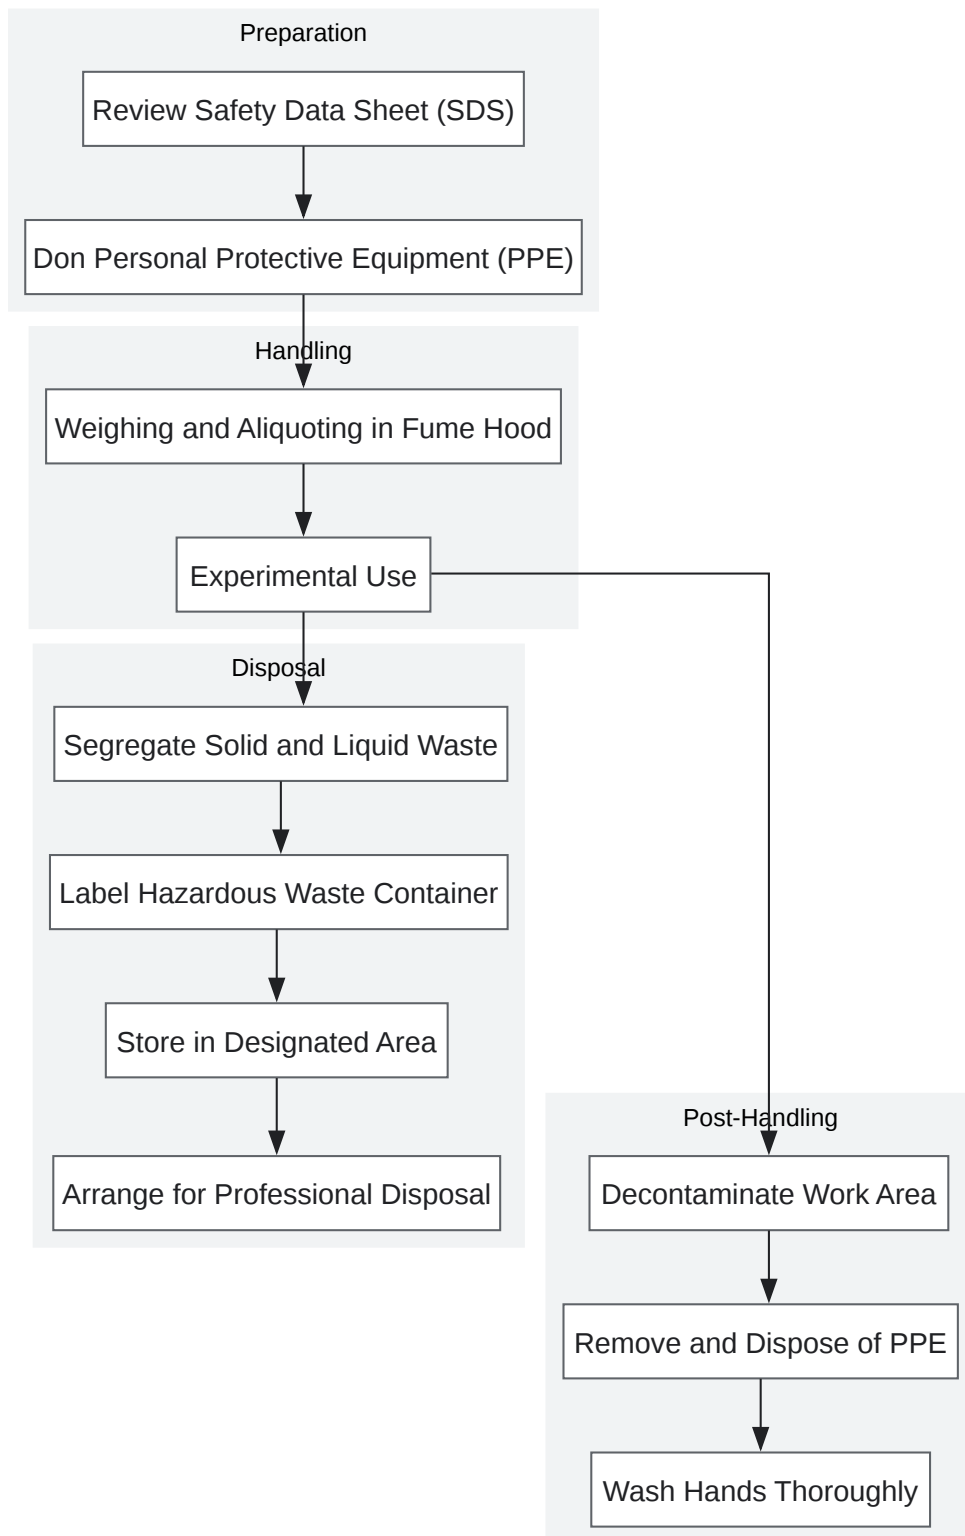 Preparation
Review Safety Data Sheet (SDS)
Don Personal Protective Equipment (PPE)
Handling
Weighing and Aliquoting in Fume Hood
Experimental Use
Disposal
Segregate Solid and Liquid Waste
Label Hazardous Waste Container
Store in Designated Area
Arrange for Professional Disposal
Post-Handling
Decontaminate Work Area
Remove and Dispose of PPE
Wash Hands Thoroughly